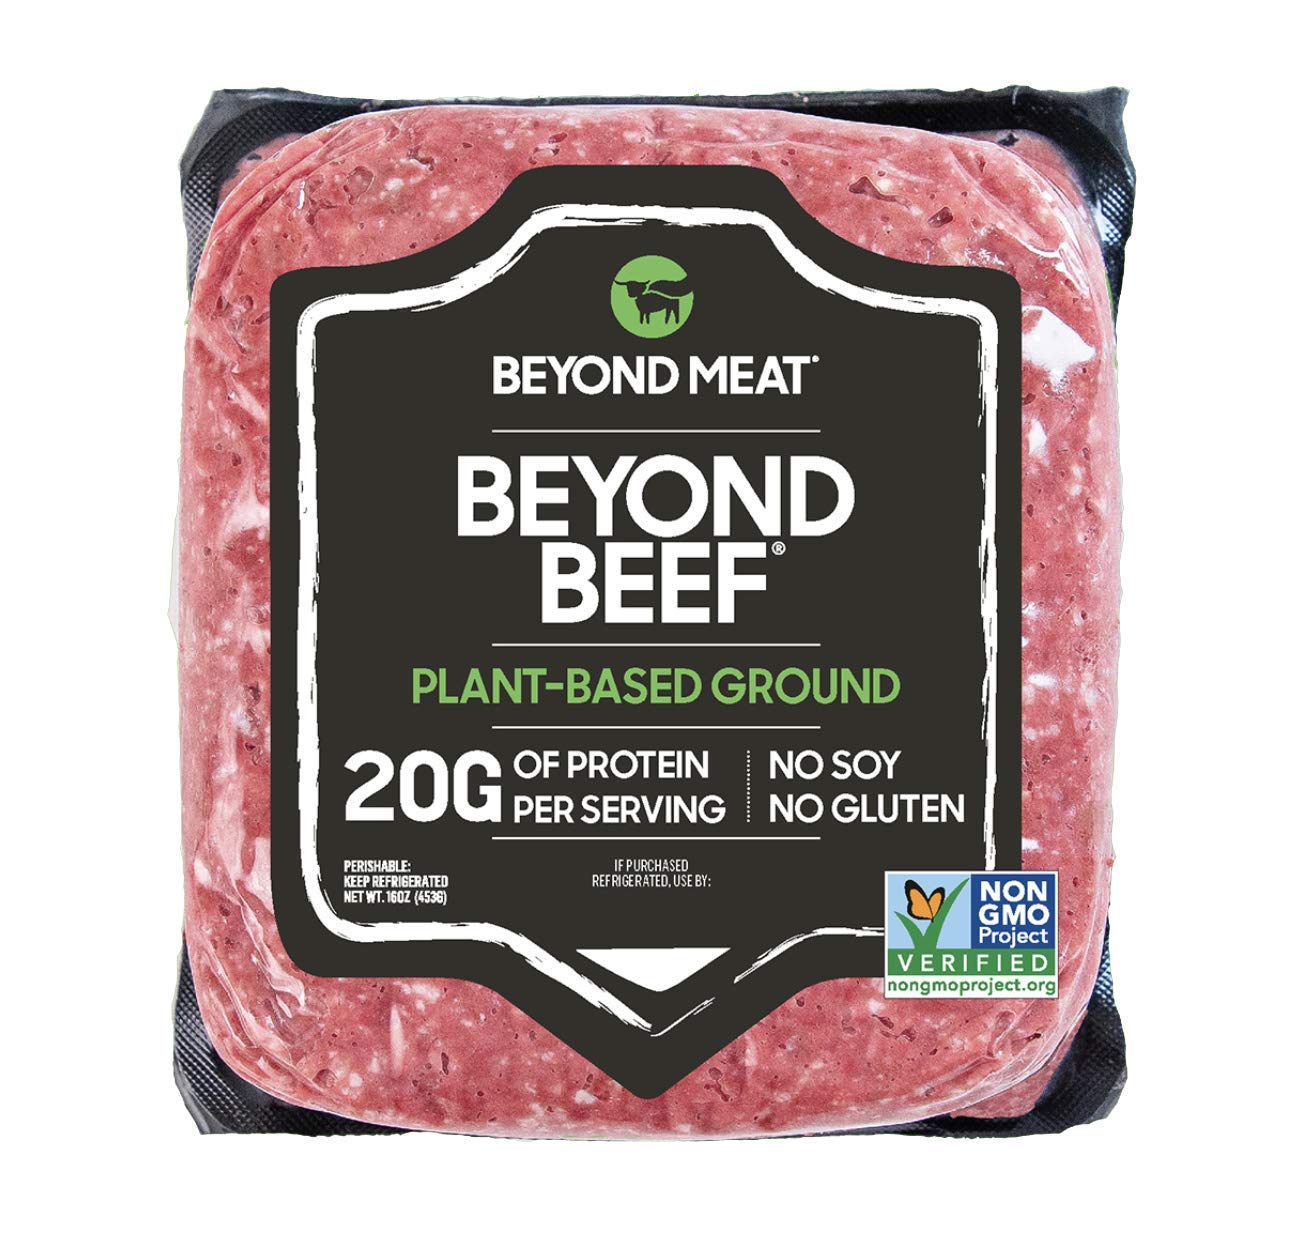 BEYOND MEAT®
BEYOND
BEEF®
PLANT-BASED GROUND
20G OF PROTEIN
PER SERVING
NO SOY
NO GLUTEN
PERISHABLE:
KEEP REFRIGERATED
NET WT. 16OZ (453G)
IF PURCHASED
REFRIGERATED, USE BY:
NON
GMO
Project
VERIFIED
nongmoproject.org